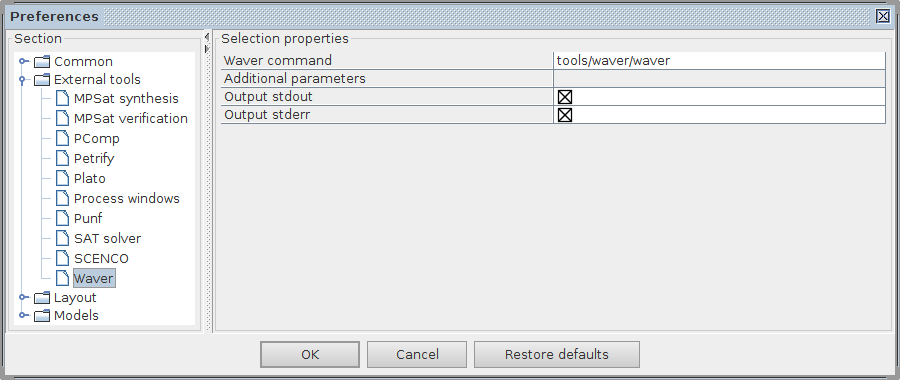 Preferences
Section
Common
External tools
MPSat synthesis
MPSat verification
PComp
Petrify
Plato
Process windows
Punf
SAT solver
SCENCO
Waver
Layout
Models
Selection properties
Waver command tools/waver/waver
Additional parameters
Output stdout
Output stderr
OK Cancel Restore defaults